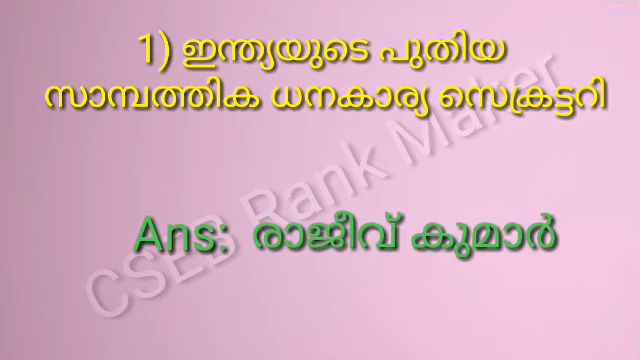 1) ഇന്ത്യയുടെ പുതിയ
സാമ്പത്തിക ധനകാര്യ സെക്രട്ടറി
CSEB Rank Maker
Ans: രാജീവ് കുമാർ